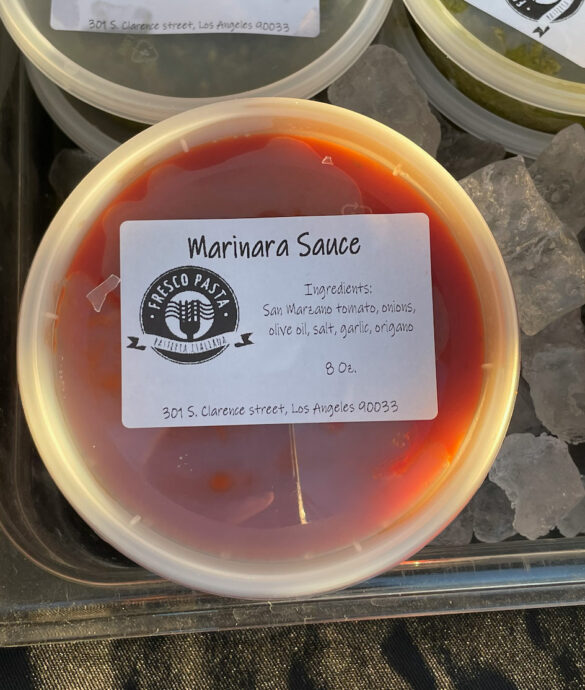 301 S. Clarence street, Los Angeles 90033
Marinara Sauce
FRESCO PASTA
Ingredients:
San Marzano tomato, onions,
olive oil, salt, garlic, origano
8 Oz.
301 S. Clarence street, Los Angeles 90033